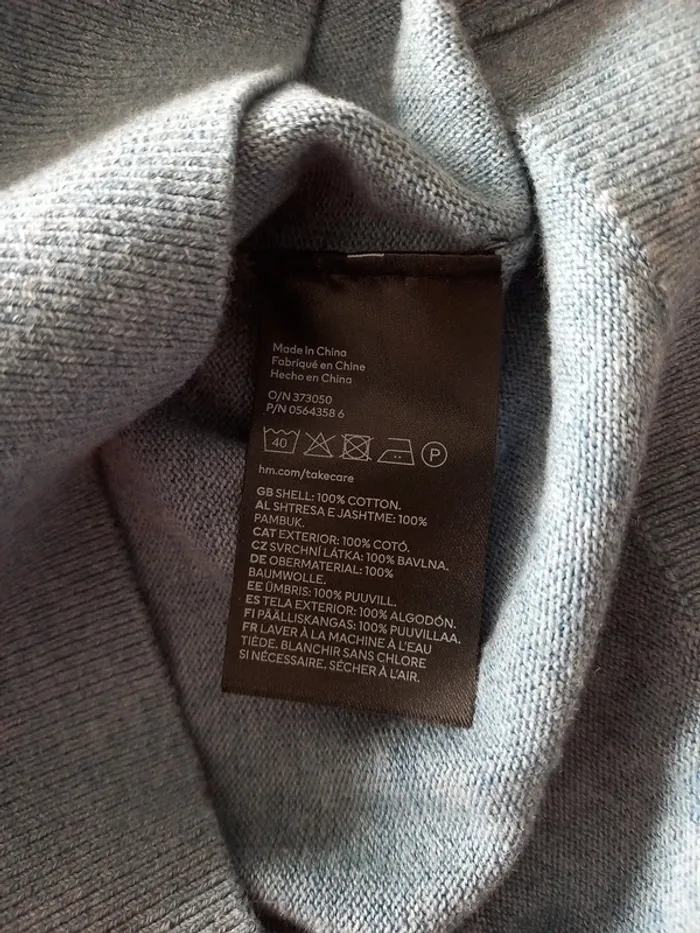 Made in China
Fabriqué en Chine
Hecho en China
O/N 373050
P/N 0564358 6
40 P
hm.com/takecare
GB SHELL: 100% COTTON.
AL SHTRESA E JASHTME: 100%
PAMBUK.
CAT EXTERIOR: 100% COTÓ.
CZ SVRCHNÍ LÁTKA: 100% BAVLNA.
DE OBERMATERIAL: 100%
BAUMWOLLE.
EE ÜMBRIS: 100% PUUVILL.
ES TELA EXTERIOR: 100% ALGODÓN.
FI PÄÄLLISKANGAS: 100% PUUVILLAA.
FR LAVER À LA MACHINE À L'EAU
TIÈDE, BLANCHIR SANS CHLORE
SI NÉCESSAIRE, SÉCHER À L'AIR.